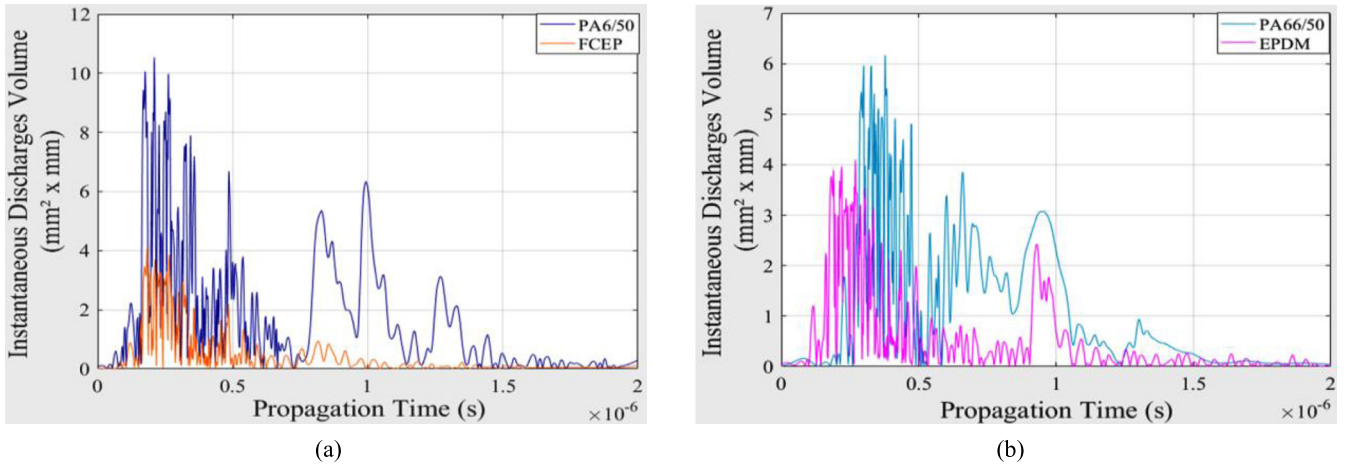 12
10
8
6
4
2
0
Instantaneous Discharges Volume
(mm² x mm)
PA6/50
FCEP
0
0.5
1
1.5
2
Propagation Time (s)
×10⁻⁶
(a)
7
6
5
4
3
2
1
0
Instantaneous Discharges Volume
(mm² x mm)
PA66/50
EPDM
0
0.5
1
1.5
2
Propagation Time (s)
×10⁻⁶
(b)